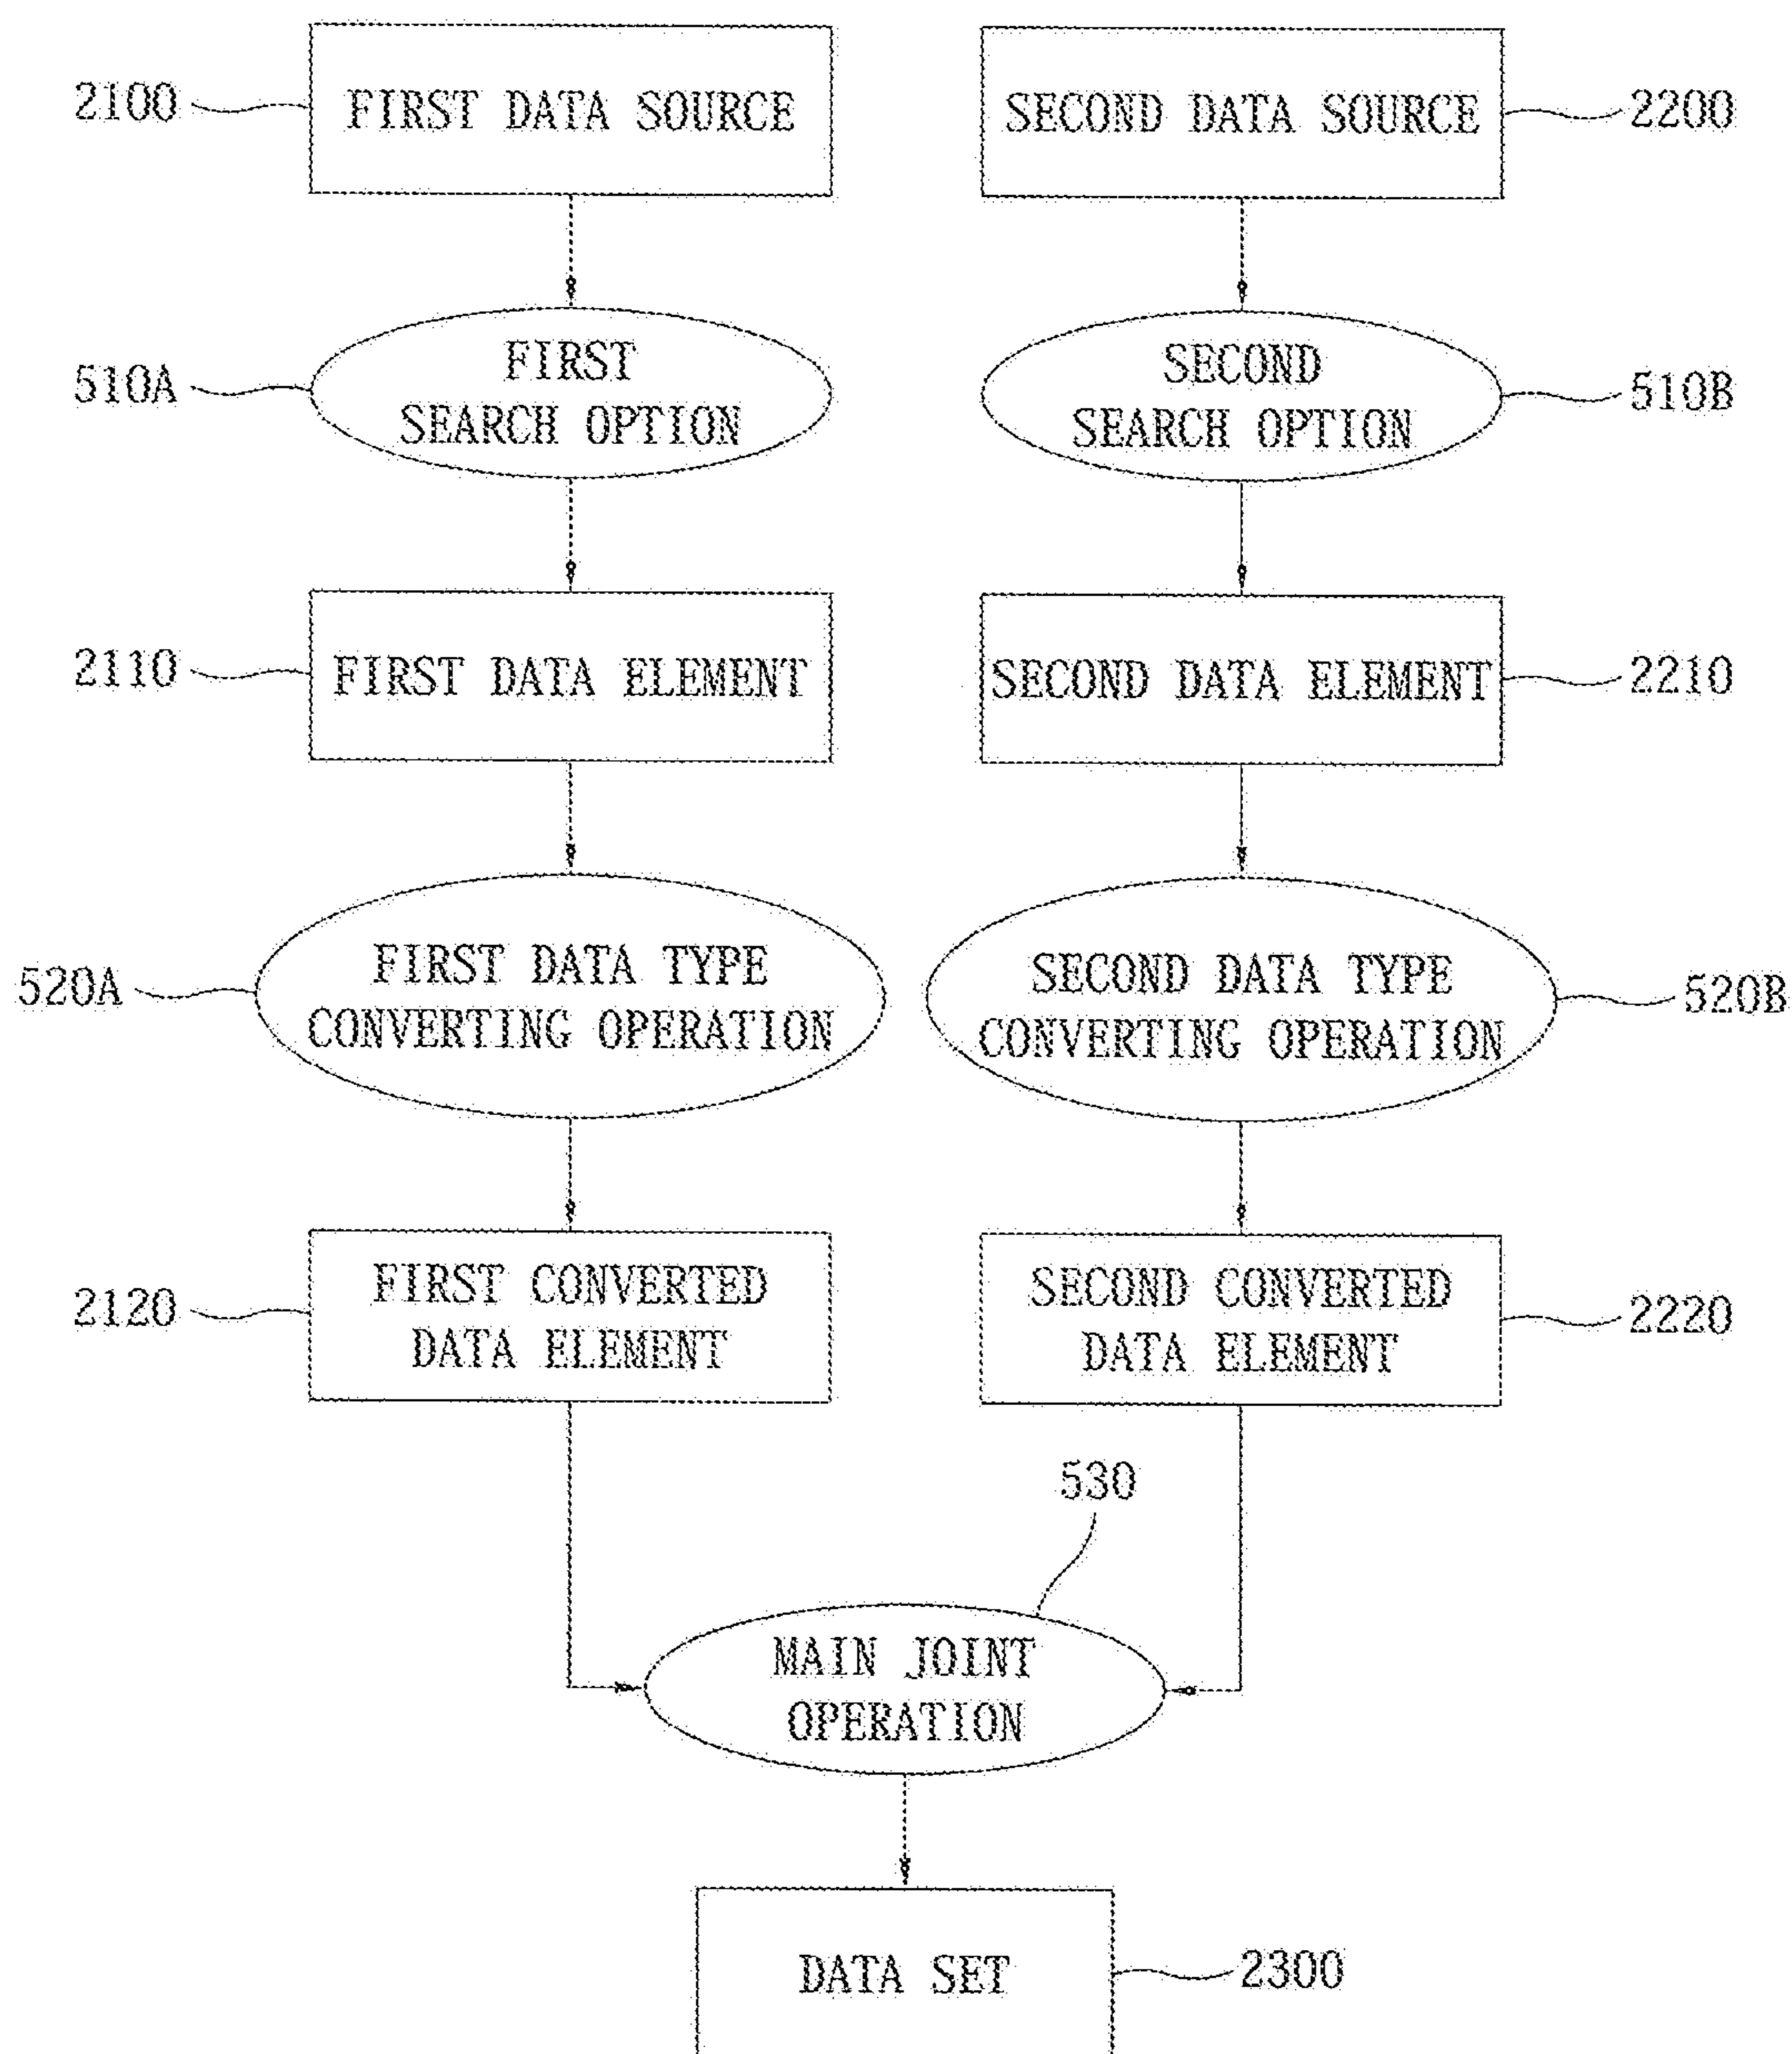 2100
FIRST DATA SOURCE
SECOND DATA SOURCE
2200
510A
FIRST
SEARCH OPTION
SECOND
SEARCH OPTION
510B
2110
FIRST DATA ELEMENT
SECOND DATA ELEMENT
2210
520A
FIRST DATA TYPE
CONVERTING OPERATION
SECOND DATA TYPE
CONVERTING OPERATION
520B
2120
FIRST CONVERTED
DATA ELEMENT
SECOND CONVERTED
DATA ELEMENT
2220
530
MAIN JOINT
OPERATION
DATA SET
2300